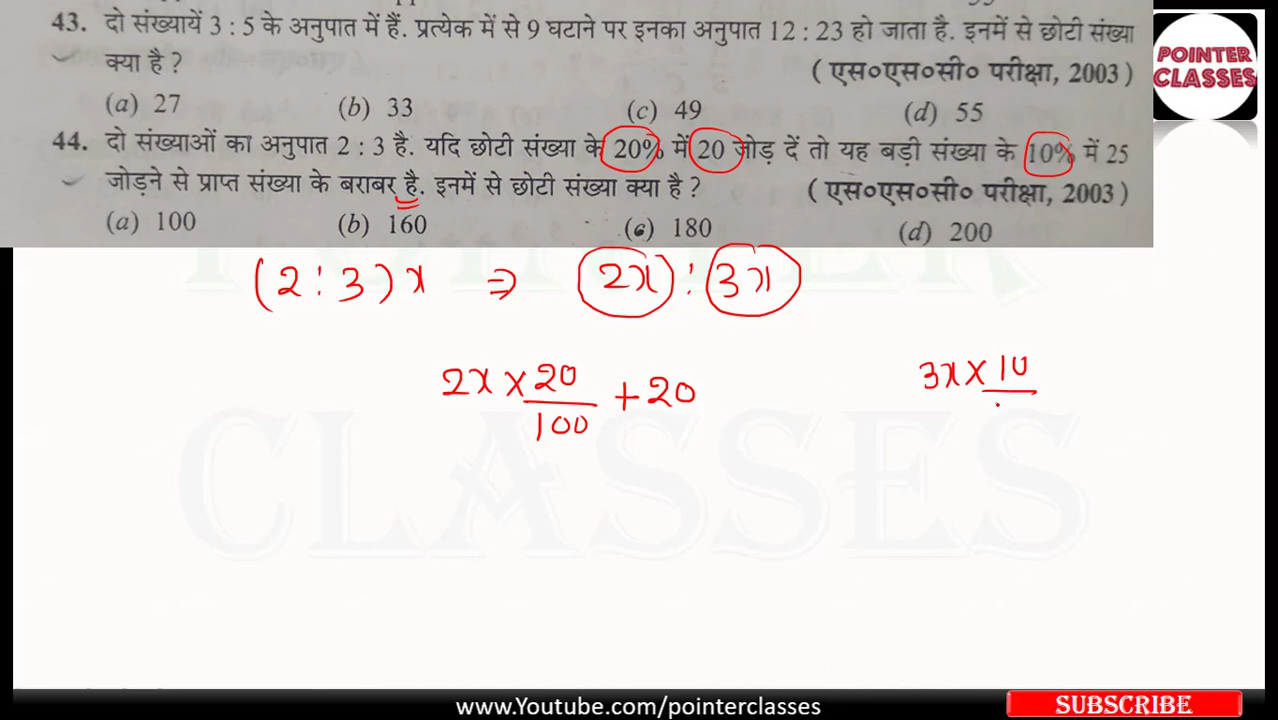 43. दो संख्यायें 3 : 5 के अनुपात में हैं. प्रत्येक में से 9 घटाने पर इनका अनुपात 12 : 23 हो जाता है. इनमें से छोटी संख्या
क्या है ? ( एस०एस०सी० परीक्षा, 2003 )
(a) 27 (b) 33 (c) 49 (d) 55
44. दो संख्याओं का अनुपात 2 : 3 है. यदि छोटी संख्या के 20% में 20 जोड़ दें तो यह बड़ी संख्या के 10% में 25
जोड़ने से प्राप्त संख्या के बराबर है. इनमें से छोटी संख्या क्या है ? ( एस०एस०सी० परीक्षा, 2003 )
(a) 100 (b) 160 (c) 180 (d) 200
POINTER
CLASSES
(2 : 3) x ⇒ 2x : 3x
2x × 20/100 + 20
3x × 10
CLASSES
www.Youtube.com/pointerclasses
SUBSCRIBE